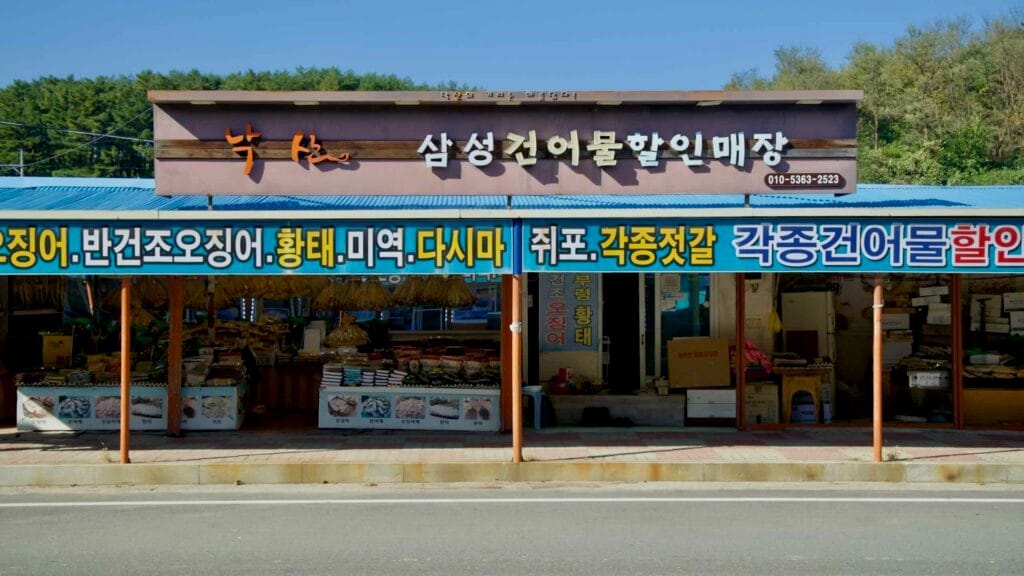 낙산 삼성건어물할인매장
010-5363-2523
오징어.반건조오징어.황태.미역.다시마
쥐포.각종젓갈 각종건어물할인
건조 오징어
황태